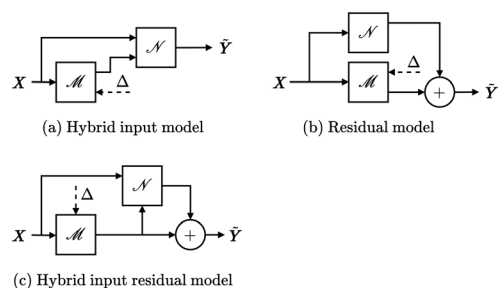 X
𝓜
Δ
𝓝
Ỹ
(a) Hybrid input model
X
𝓝
𝓜
Δ
+
Ỹ
(b) Residual model
X
Δ
𝓜
𝓝
+
Ỹ
(c) Hybrid input residual model